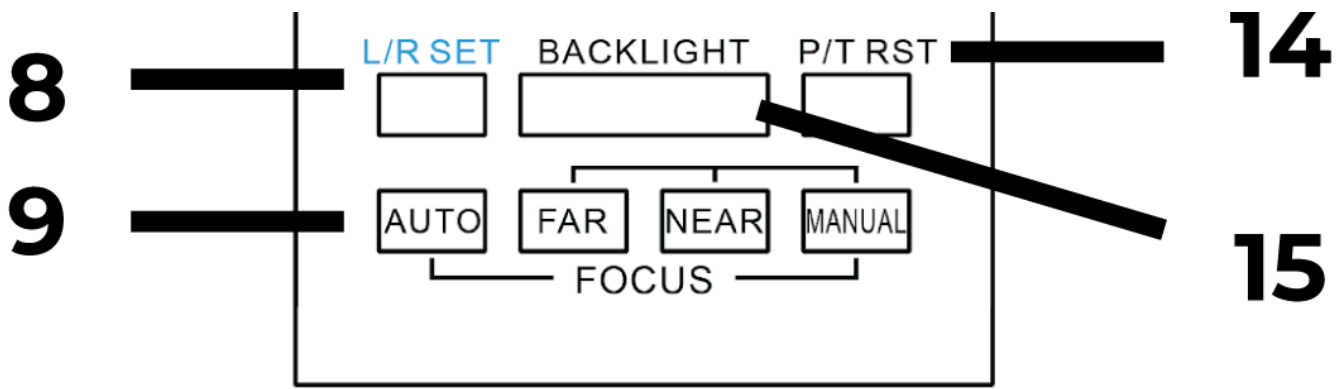 8 L/R SET BACKLIGHT P/T RST 14
9 AUTO FAR NEAR MANUAL
FOCUS 15